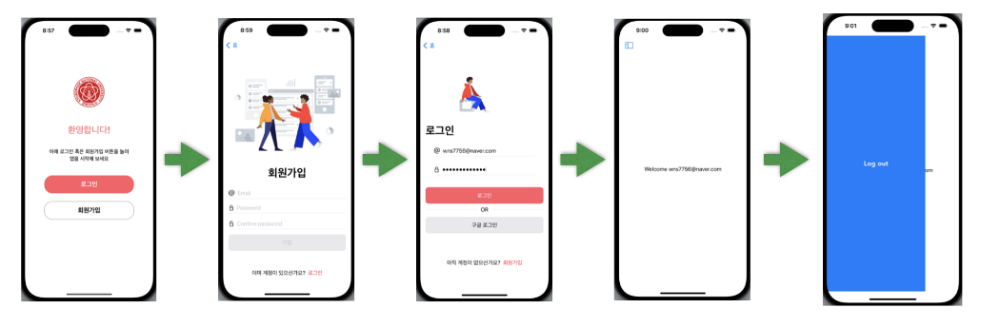 8:57
환영합니다!
아래 로그인 혹은 회원가입 버튼을 눌러
앱을 시작해 보세요
로그인
회원가입
8:59
홈
회원가입
@ Email
Password
Confirm password
가입
이미 계정이 있으신가요? 로그인
8:58
홈
로그인
@ wns7756@naver.com
●●●●●●●●●●●●●
로그인
OR
구글 로그인
아직 계정이 없으신가요? 회원가입
9:00
Welcome wns7756@naver.com
9:01
Log out
om